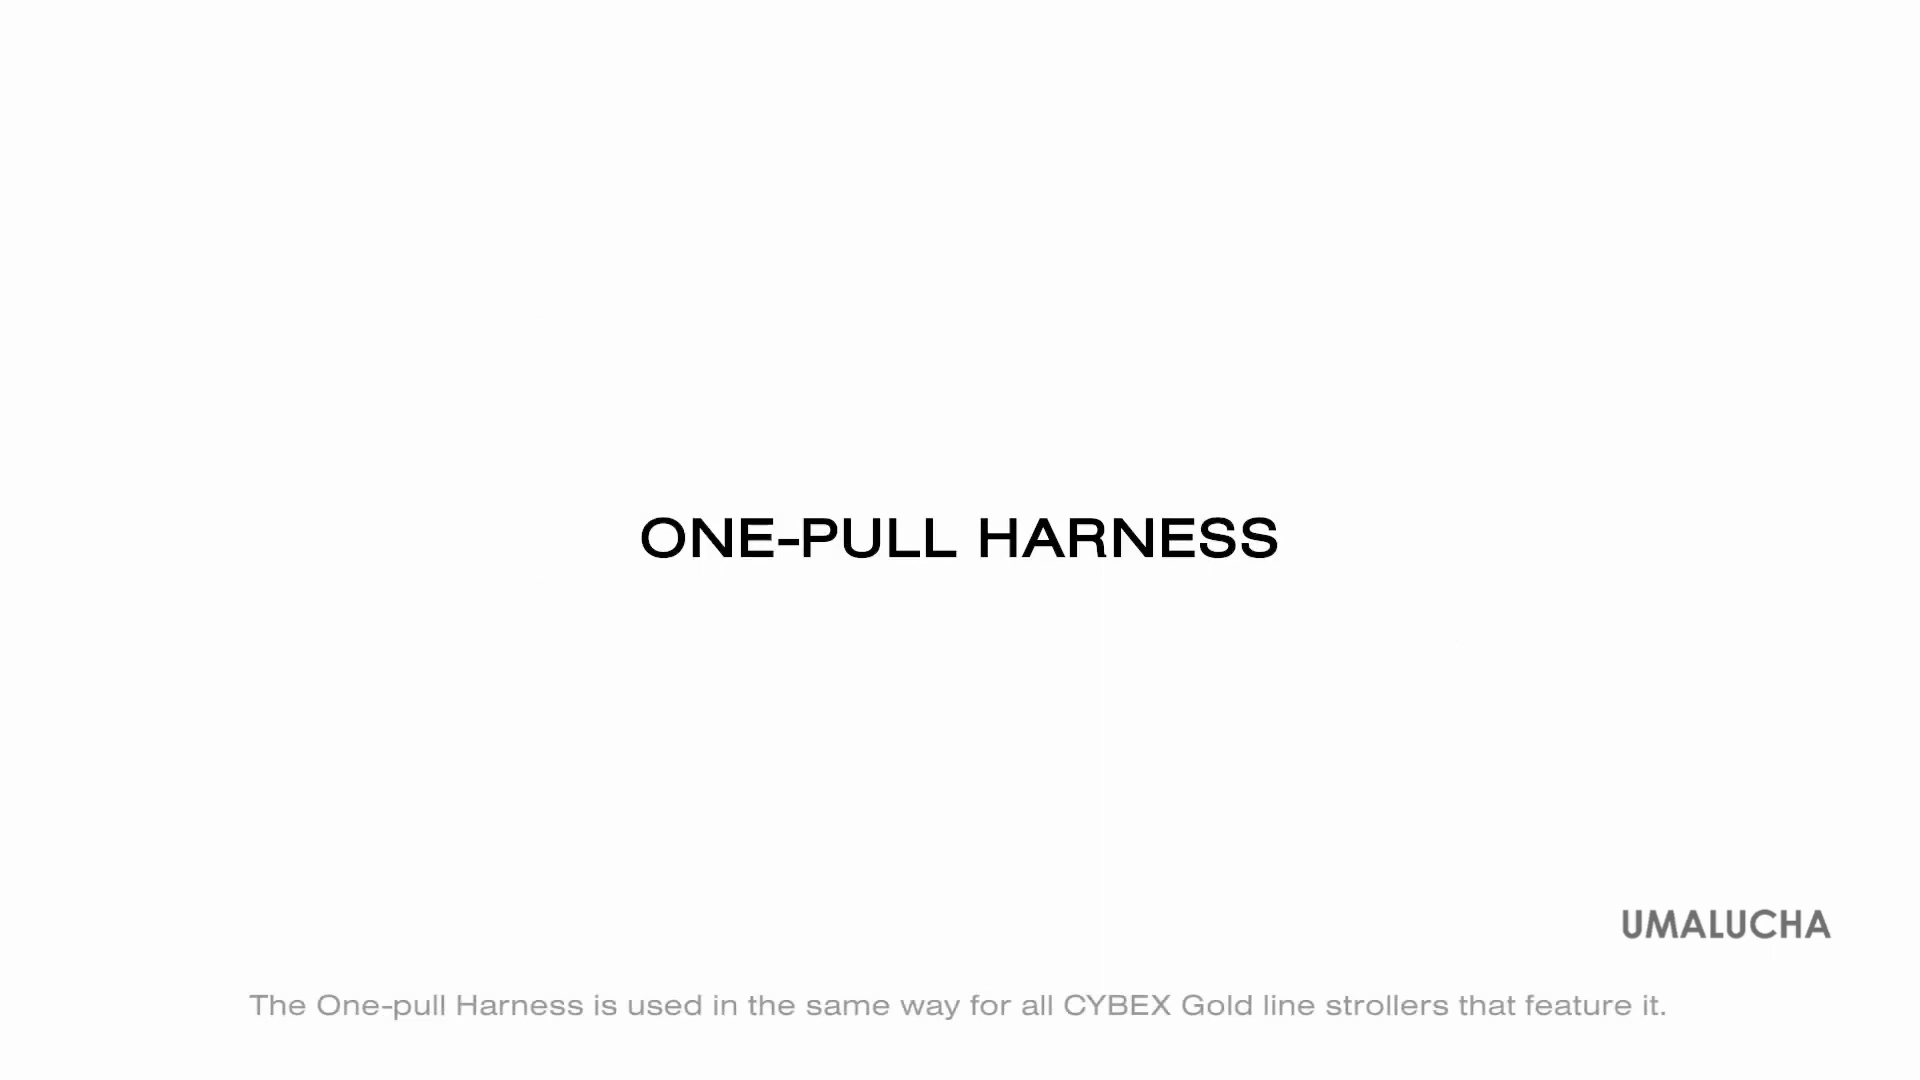 ONE-PULL HARNESS
UMALUCHA
The One-pull Harness is used in the same way for all CYBEX Gold line strollers that feature it.